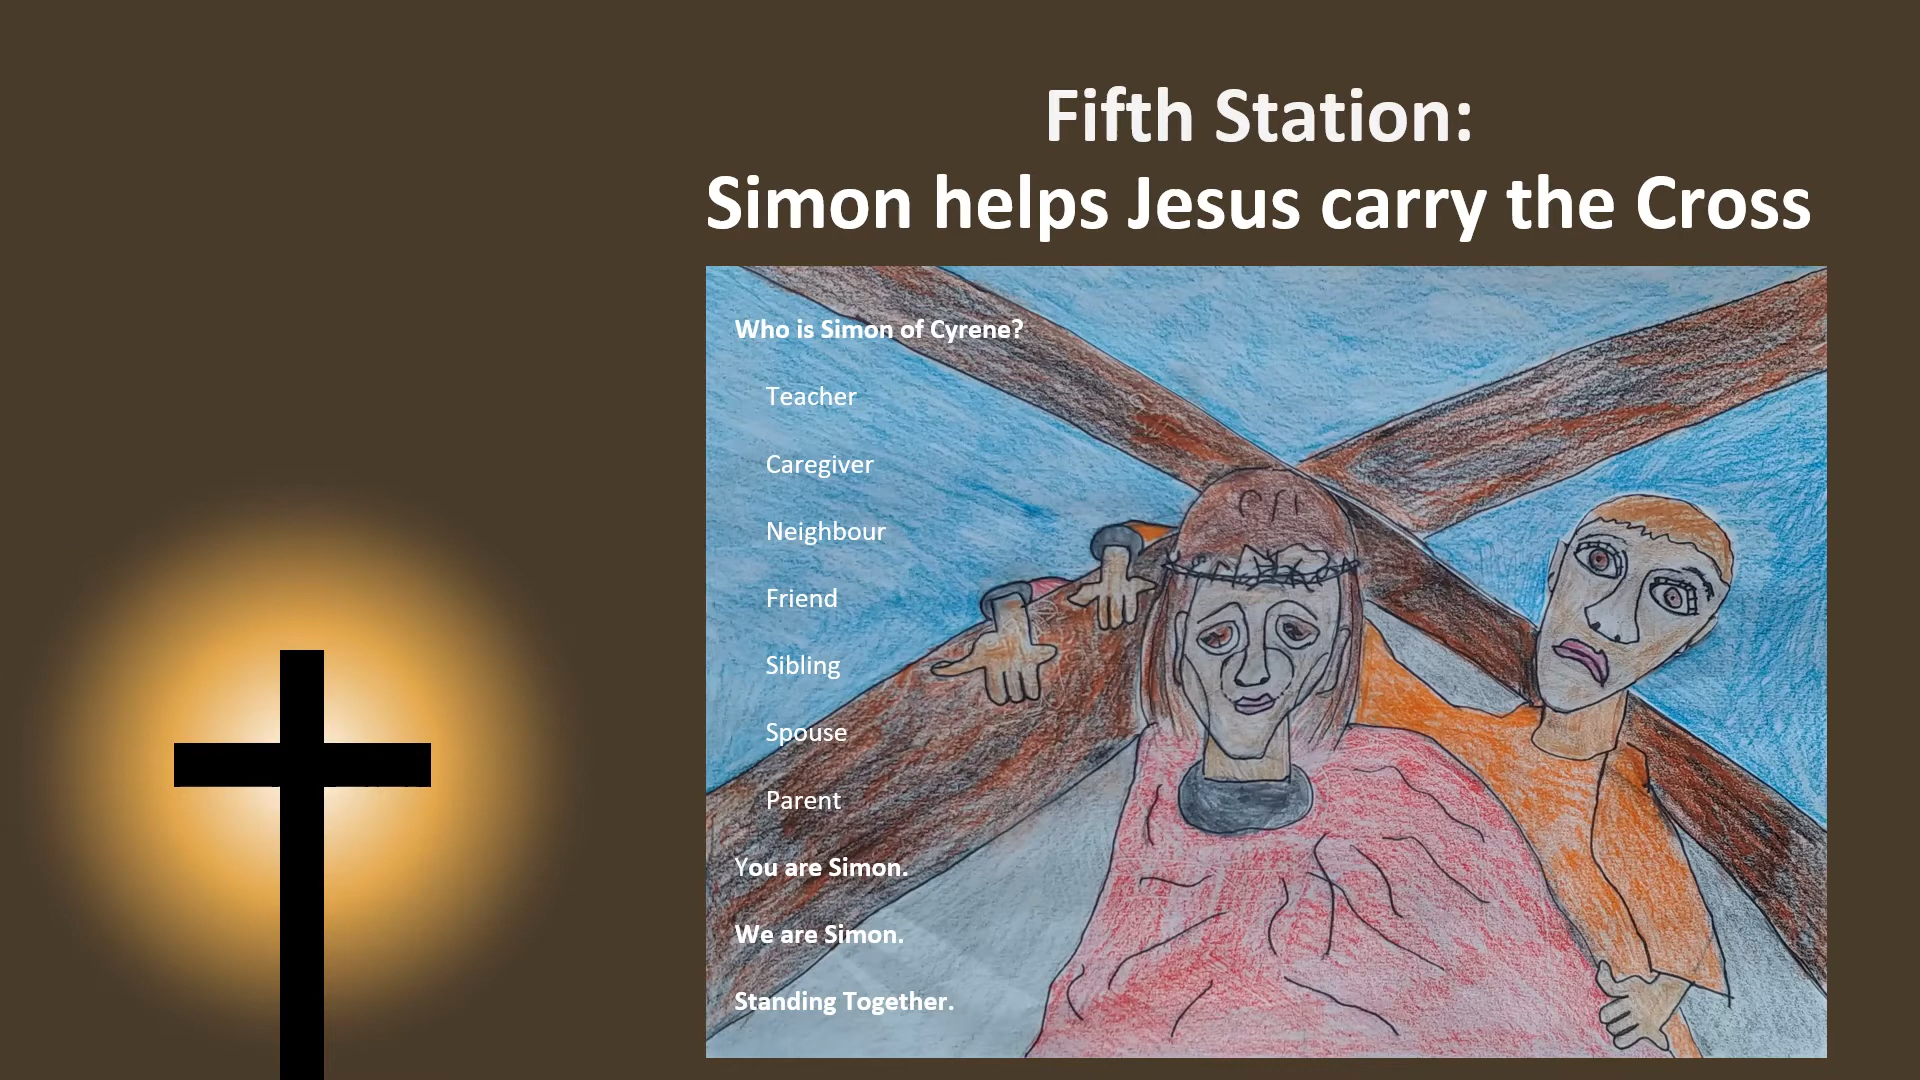 Fifth Station:
Simon helps Jesus carry the Cross
Who is Simon of Cyrene?
Teacher
Caregiver
Neighbour
Friend
Sibling
Spouse
Parent
You are Simon.
We are Simon.
Standing Together.